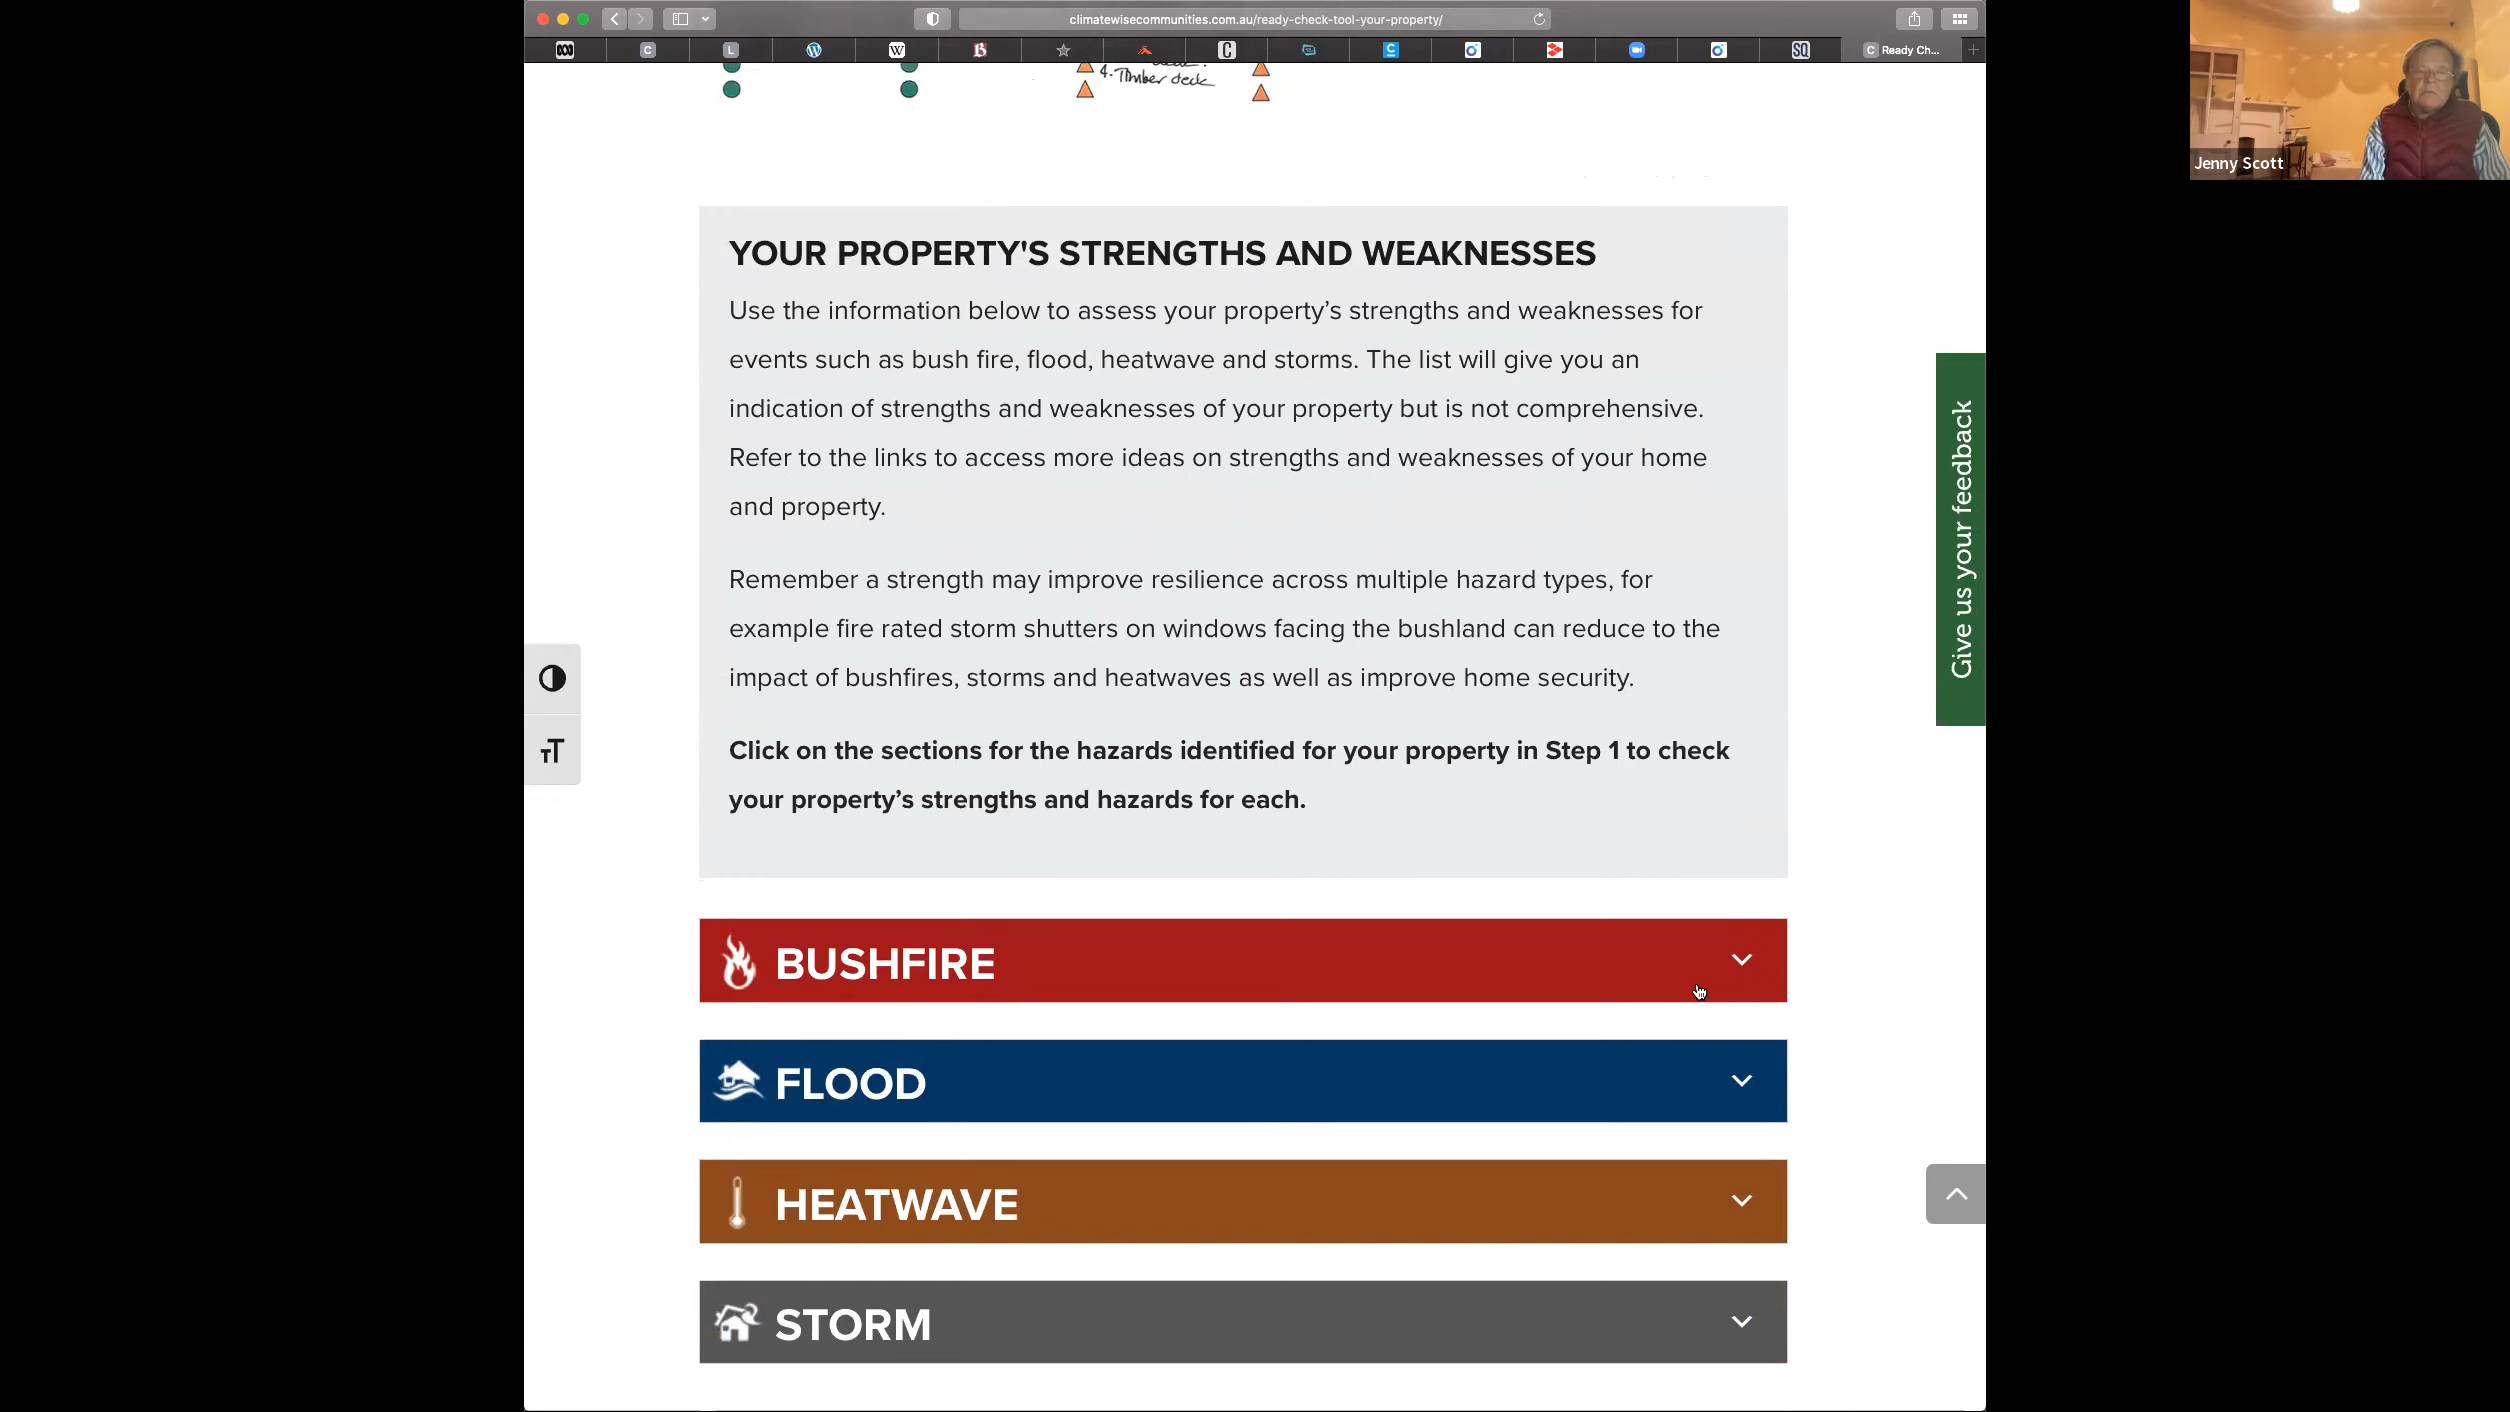 climatewisecommunities.com.au/ready-check-tool-your-property/
C
L
W
C
C
SQ
C Ready Ch...
4. Timber deck
Jenny Scott
YOUR PROPERTY'S STRENGTHS AND WEAKNESSES
Use the information below to assess your property’s strengths and weaknesses for
events such as bush fire, flood, heatwave and storms. The list will give you an
indication of strengths and weaknesses of your property but is not comprehensive.
Refer to the links to access more ideas on strengths and weaknesses of your home
and property.
Remember a strength may improve resilience across multiple hazard types, for
example fire rated storm shutters on windows facing the bushland can reduce to the
impact of bushfires, storms and heatwaves as well as improve home security.
Click on the sections for the hazards identified for your property in Step 1 to check
your property’s strengths and hazards for each.
Give us your feedback
TT
BUSHFIRE
FLOOD
HEATWAVE
STORM